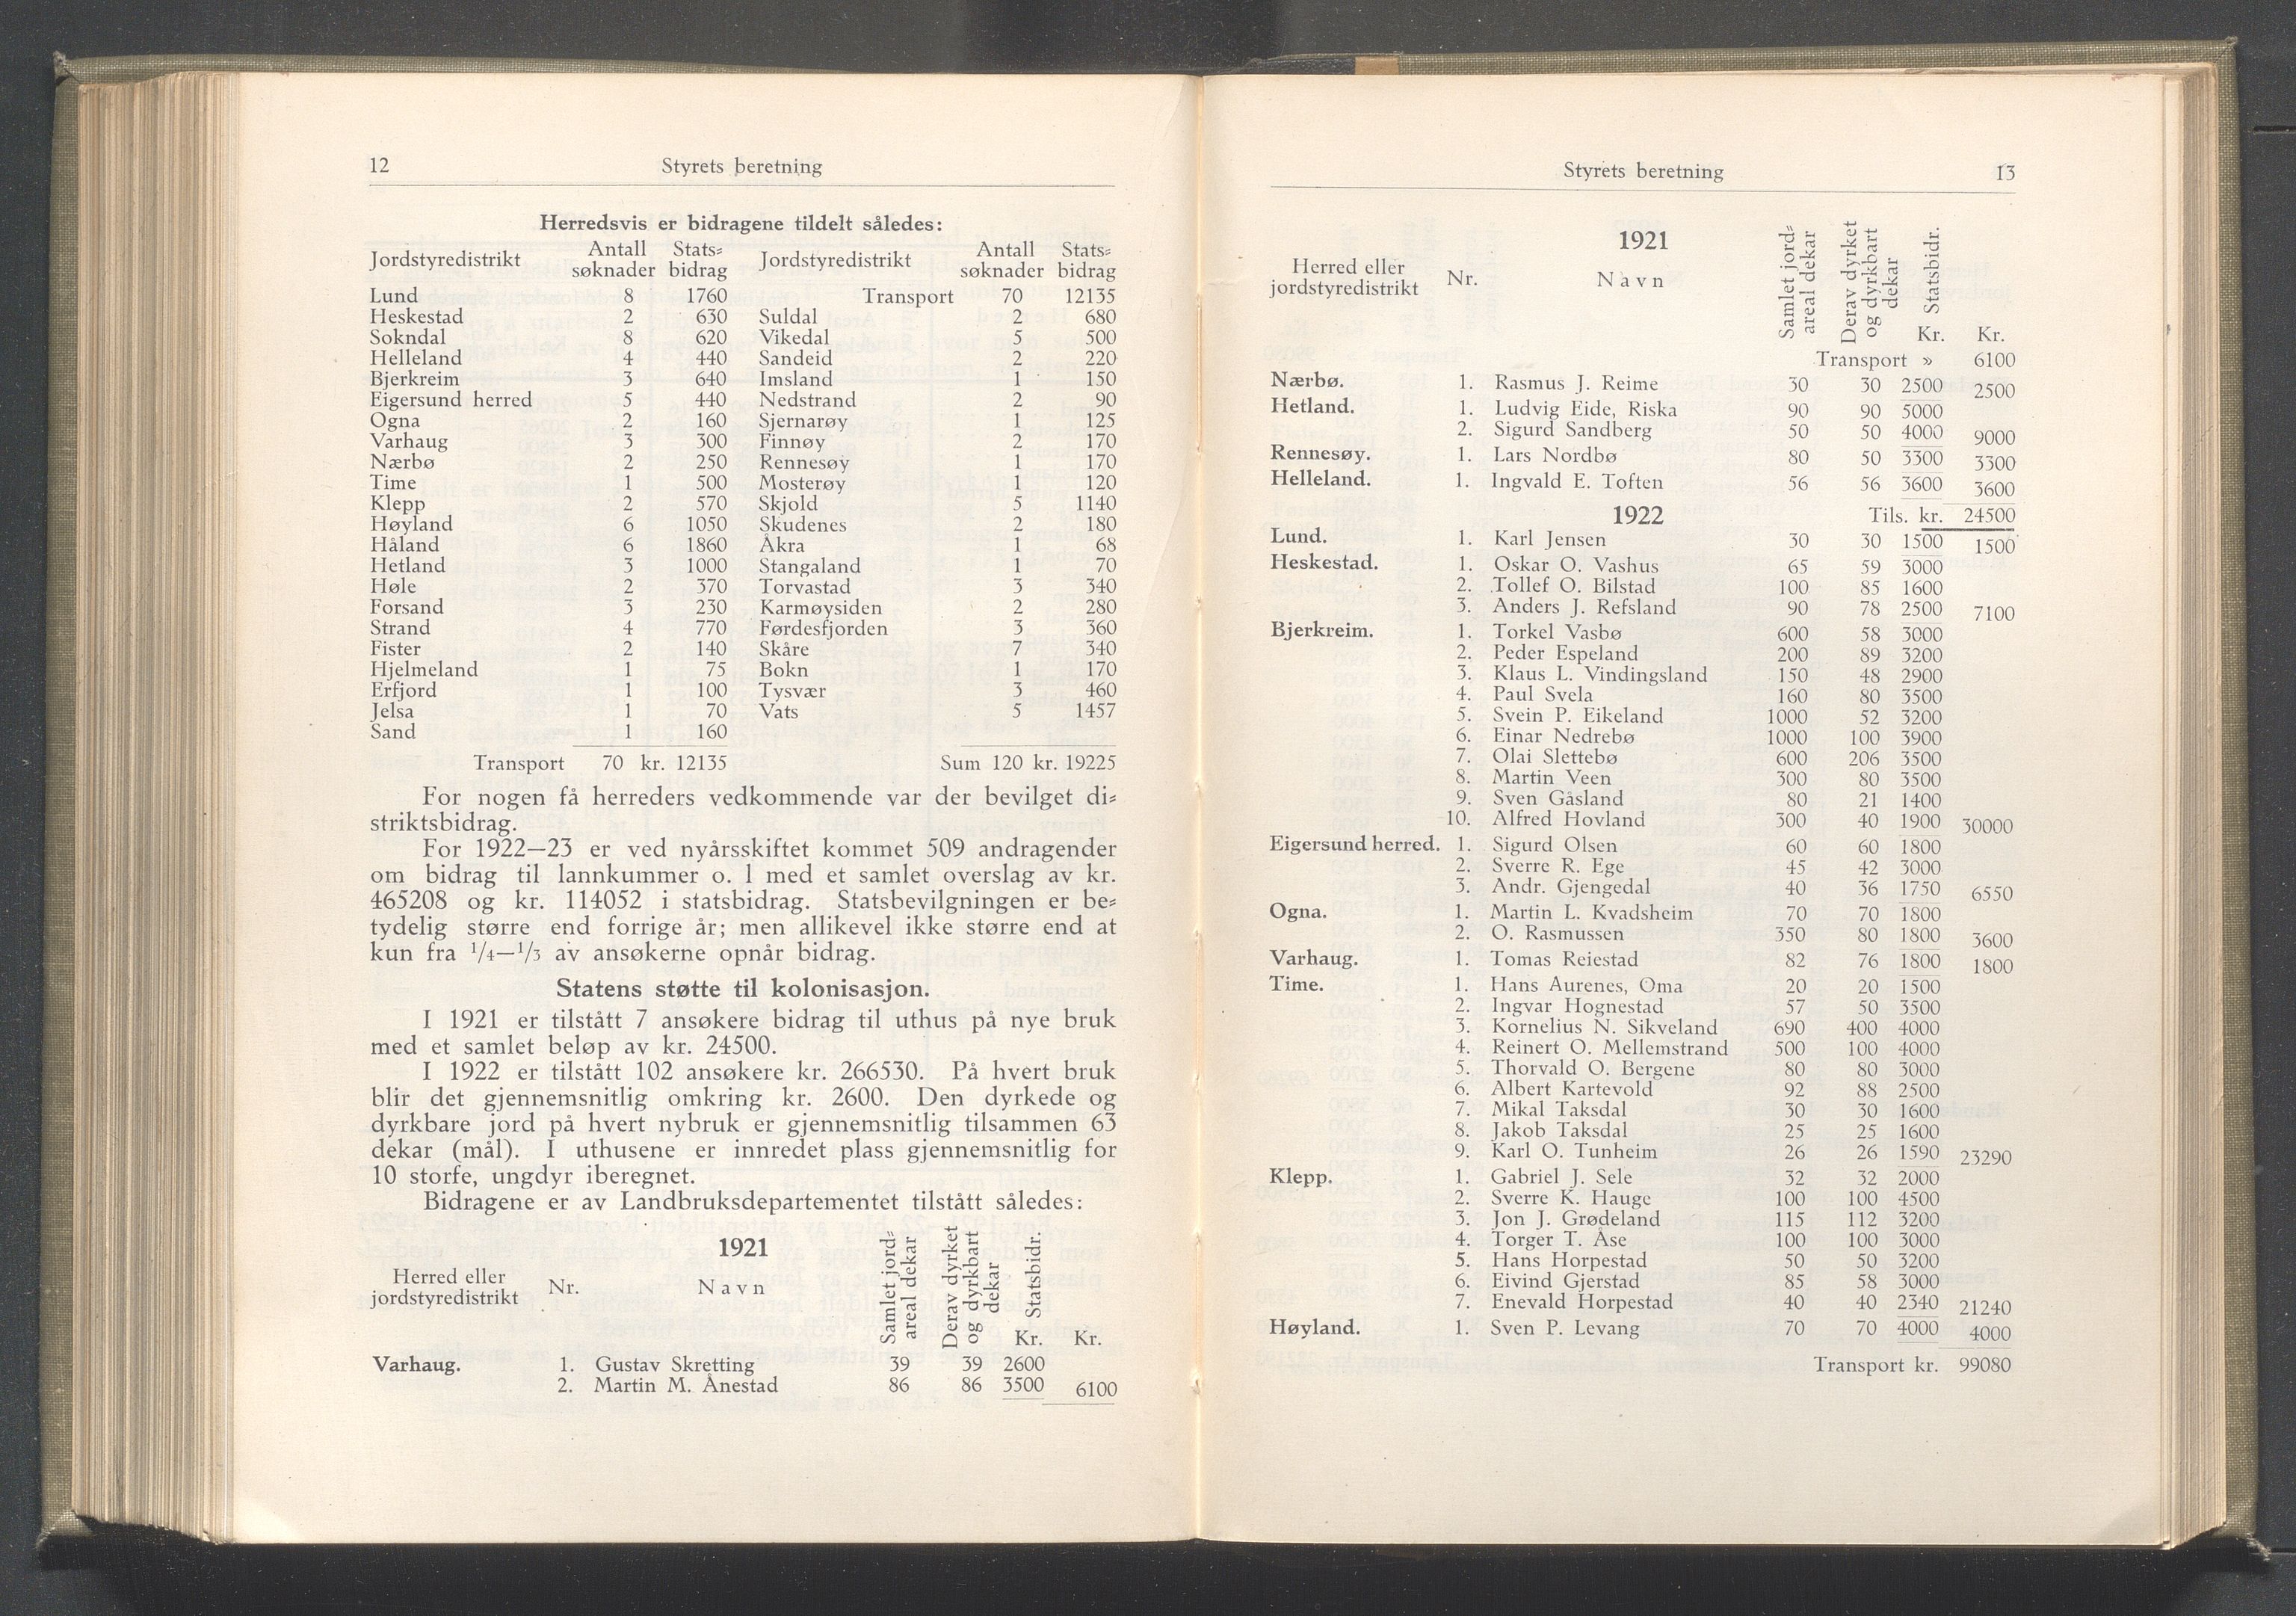 12 Styrets beretning
Herredsvis er bidragene tildelt således:
Jordstyredistrikt Antall søknader Stats= bidrag Jordstyredistrikt Antall søknader Stats= bidrag
Lund 8 1760 Transport 70 12135
Heskestad 2 630 Suldal 2 680
Sokndal 8 620 Vikedal 5 500
Helleland 4 440 Sandeid 2 220
Bjerkreim 3 640 Imsland 1 150
Eigersund herred 5 440 Nedstrand 2 90
Ogna 2 160 Sjernarøy 1 125
Varhaug 3 300 Finnøy 2 170
Nærbø 2 250 Rennesøy 1 170
Time 1 500 Mosterøy 1 120
Klepp 2 570 Skjold 5 1140
Høyland 6 1050 Skudenes 2 180
Håland 6 1860 Åkra 1 68
Hetland 3 1000 Stangaland 1 70
Høle 2 370 Torvastad 3 340
Forsand 3 230 Karmøysiden 2 280
Strand 4 770 Førdesfjorden 3 360
Fister 2 140 Skåre 7 340
Hjelmeland 1 75 Bokn 1 170
Erfjord 1 100 Tysvær 3 460
Jelsa 1 70 Vats 5 1457
Sand 1 160
Transport 70 kr. 12135 Sum 120 kr. 19225
For nogen få herreders vedkommende var der bevilget di=
striktsbidrag.
For 1922—23 er ved nyårsskiftet kommet 509 andragender
om bidrag til lannkummer o. l med et samlet overslag av kr.
465208 og kr. 114052 i statsbidrag. Statsbevilgningen er be=
tydelig større end forrige år; men allikevel ikke større end at
kun fra 1/4—1/3 av ansøkerne opnår bidrag.
Statens støtte til kolonisasjon.
I 1921 er tilstått 7 ansøkere bidrag til uthus på nye bruk
med et samlet beløp av kr. 24500.
I 1922 er tilstått 102 ansøkere kr. 266530. På hvert bruk
blir det gjennemsnitlig omkring kr. 2600. Den dyrkede og
dyrkbare jord på hvert nybruk er gjennemsnitlig tilsammen 63
dekar (mål). I uthusene er innredet plass gjennemsnitlig for
10 storfe, ungdyr iberegnet.
Bidragene er av Landbruksdepartementet tilstått således:
1921
Herred eller jordstyredistrikt Nr. Navn Samlet jord= areal dekar Derav dyrket og dyrkbart dekar Statsbidr. Kr. Kr.
Varhaug. 1. Gustav Skretting 39 39 2600
2. Martin M. Ånestad 86 86 3500 6100
Styrets beretning 13
1921
Herred eller jordstyredistrikt Nr. Navn Samlet jord= areal dekar Derav dyrket og dyrkbart dekar Statsbidr. Kr. Kr.
Transport » 6100
Nærbø. 1. Rasmus J. Reime 30 30 2500 2500
Hetland. 1. Ludvig Eide, Riska 90 90 5000
2. Sigurd Sandberg 50 50 4000 9000
Rennesøy. 1. Lars Nordbø 80 50 3300 3300
Helleland. 1. Ingvald E. Toften 56 56 3600 3600
1922 Tils. kr. 24500
Lund. 1. Karl Jensen 30 30 1500 1500
Heskestad. 1. Oskar O. Vashus 65 59 3000
2. Tollef O. Bilstad 100 85 1600
3. Anders J. Refsland 90 78 2500 7100
Bjerkreim. 1. Torkel Vasbø 600 58 3000
2. Peder Espeland 200 89 3200
3. Klaus L. Vindingsland 150 48 2900
4. Paul Svela 160 80 3500
5. Svein P. Eikeland 1000 52 3200
6. Einar Nedrebø 1000 100 3900
7. Olai Slettebø 600 206 3500
8. Martin Veen 300 80 3500
9. Sven Gåsland 80 21 1400
10. Alfred Hovland 300 40 1900 30000
Eigersund herred. 1. Sigurd Olsen 60 60 1800
2. Sverre R. Ege 45 42 3000
3. Andr. Gjengedal 40 36 1750 6550
Ogna. 1. Martin L. Kvadsheim 70 70 1800
2. O. Rasmussen 350 80 1800 3600
Varhaug. 1. Tomas Reiestad 82 76 1800 1800
Time. 1. Hans Aurenes, Oma 20 20 1500
2. Ingvar Hognestad 57 50 3500
3. Kornelius N. Sikveland 690 400 4000
4. Reinert O. Mellemstrand 500 100 4000
5. Thorvald O. Bergene 80 80 3000
6. Albert Kartevold 92 88 2500
7. Mikal Taksdal 30 30 1600
8. Jakob Taksdal 25 25 1600
9. Karl O. Tunheim 26 26 1590 23290
Klepp. 1. Gabriel J. Sele 32 32 2000
2. Sverre K. Hauge 100 100 4500
3. Jon J. Grødeland 115 112 3200
4. Torger T. Åse 100 100 3000
5. Hans Horpestad 50 50 3200
6. Eivind Gjerstad 85 58 3000
7. Enevald Horpestad 40 40 2340 21240
Høyland. 1. Sven P. Levang 70 70 4000 4000
Transport kr. 99080